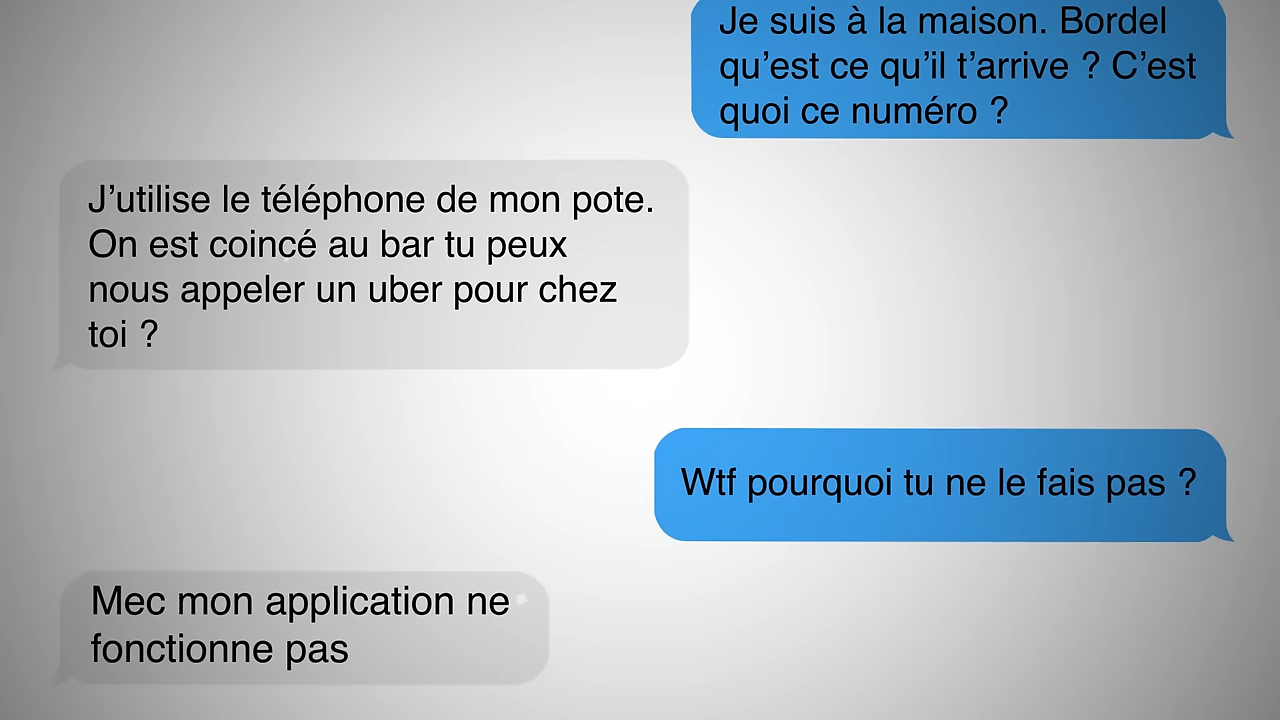 Je suis à la maison. Bordel
qu’est ce qu’il t’arrive ? C’est
quoi ce numéro ?
J’utilise le téléphone de mon pote.
On est coincé au bar tu peux
nous appeler un uber pour chez
toi ?
Wtf pourquoi tu ne le fais pas ?
Mec mon application ne
fonctionne pas